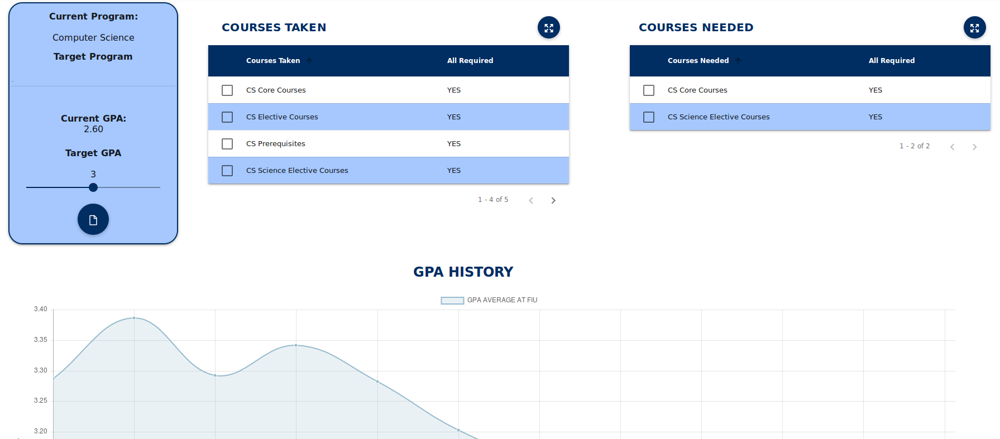 Current Program:
Computer Science
Target Program
Current GPA:
2.60
Target GPA
3
COURSES TAKEN
Courses Taken All Required
CS Core Courses YES
CS Elective Courses YES
CS Prerequisites YES
CS Science Elective Courses YES
1 - 4 of 5
COURSES NEEDED
Courses Needed All Required
CS Core Courses YES
CS Science Elective Courses YES
1 - 2 of 2
GPA HISTORY
GPA AVERAGE AT FIU
3.40
3.35
3.30
3.25
3.20